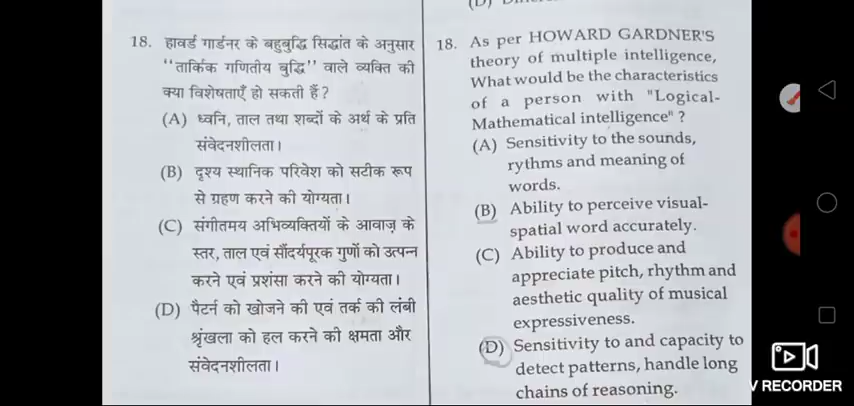 18. हावर्ड गार्डनर के बहुबुद्धि सिद्धांत के अनुसार
‘‘तार्किक गणितीय बुद्धि’’ वाले व्यक्ति की
क्या विशेषताएँ हो सकती हैं?
(A) ध्वनि, ताल तथा शब्दों के अर्थ के प्रति
संवेदनशीलता।
(B) दृश्य स्थानिक परिवेश को सटीक रूप
से ग्रहण करने की योग्यता।
(C) संगीतमय अभिव्यक्तियों के आवाज़ के
स्तर, ताल एवं सौंदर्यपूरक गुणों को उत्पन्न
करने एवं प्रशंसा करने की योग्यता।
(D) पैटर्न को खोजने की एवं तर्क की लंबी
श्रृंखला को हल करने की क्षमता और
संवेदनशीलता।
(D)
18. As per HOWARD GARDNER'S
theory of multiple intelligence,
What would be the characteristics
of a person with "Logical-
Mathematical intelligence" ?
(A) Sensitivity to the sounds,
rythms and meaning of
words.
(B) Ability to perceive visual-
spatial word accurately.
(C) Ability to produce and
appreciate pitch, rhythm and
aesthetic quality of musical
expressiveness.
(D) Sensitivity to and capacity to
detect patterns, handle long
chains of reasoning.
V RECORDER